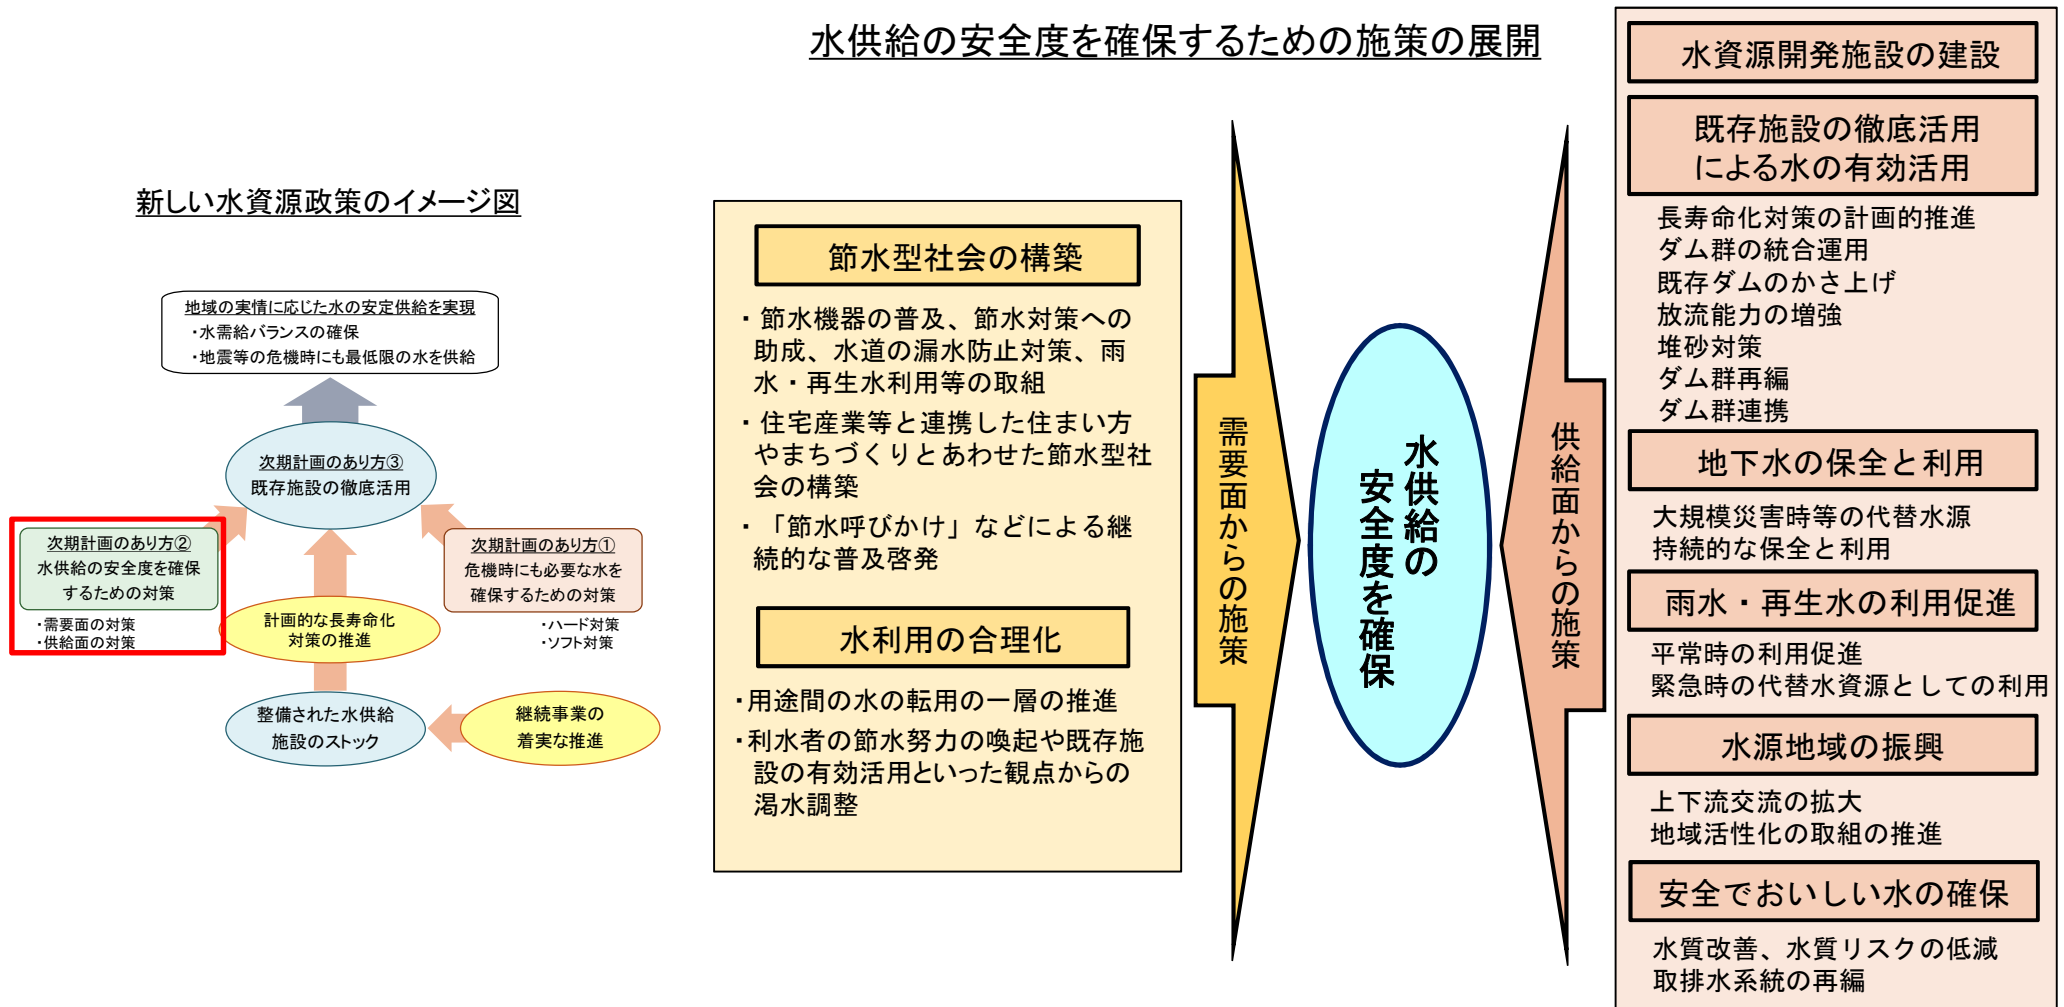 水供給の安全度を確保するための施策の展開
新しい水資源政策のイメージ図
地域の実情に応じた水の安定供給を実現
・水需給バランスの確保
・地震等の危機時にも最低限の水を供給
次期計画のあり方③
既存施設の徹底活用
次期計画のあり方②
水供給の安全度を確保
するための対策
・需要面の対策
・供給面の対策
次期計画のあり方①
危機時にも必要な水を
確保するための対策
・ハード対策
・ソフト対策
計画的な長寿命化
対策の推進
整備された水供給
施設のストック
継続事業の
着実な推進
節水型社会の構築
・節水機器の普及、節水対策への
助成、水道の漏水防止対策、雨
水・再生水利用等の取組
・住宅産業等と連携した住まい方
やまちづくりとあわせた節水型社
会の構築
・「節水呼びかけ」などによる継
続的な普及啓発
水利用の合理化
・用途間の水の転用の一層の推進
・利水者の節水努力の喚起や既存施
設の有効活用といった観点からの
渇水調整
需要面からの施策
水供給の
安全度を確保
供給面からの施策
水資源開発施設の建設
既存施設の徹底活用
による水の有効活用
長寿命化対策の計画的推進
ダム群の統合運用
既存ダムのかさ上げ
放流能力の増強
堆砂対策
ダム群再編
ダム群連携
地下水の保全と利用
大規模災害時等の代替水源
持続的な保全と利用
雨水・再生水の利用促進
平常時の利用促進
緊急時の代替水資源としての利用
水源地域の振興
上下流交流の拡大
地域活性化の取組の推進
安全でおいしい水の確保
水質改善、水質リスクの低減
取排水系統の再編